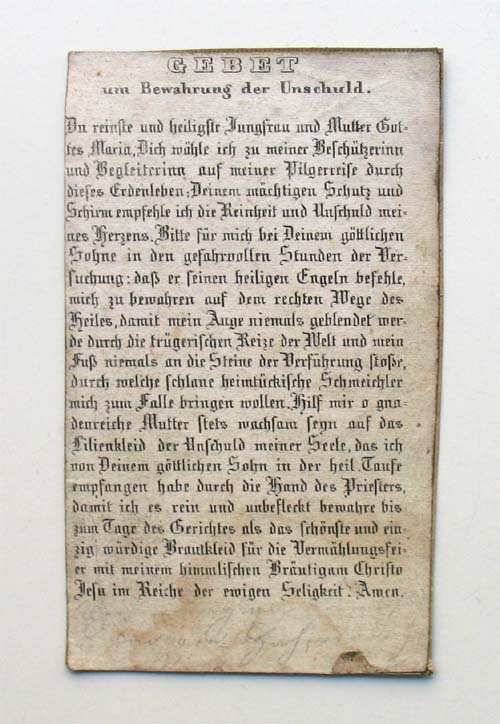 GEBET
um Bewahrung der Unschuld.
Du reinste und heiligste Jungfrau und Mutter Got-
tes Maria, Dich wähle ich zu meiner Beschützerinn
und Begleiterinn auf meiner Pilgerreise durch
dieses Erdenleben; Deinem mächtigen Schutz und
Schirm empfehle ich die Reinheit und Unschuld mei-
nes Herzens. Bitte für mich bei Deinem göttlichen
Sohne in den gefahrvollen Stunden der Ver-
suchung: daß er seinen heiligen Engeln befehle,
mich zu bewahren auf dem rechten Wege des
Heiles, damit mein Auge niemals geblendet wer-
de durch die trügerischen Reize der Welt und mein
Fuß niemals an die Steine der Verführung stoße,
durch welche schlaue heimtückische Schmeichler
mich zum Falle bringen wollen. Hilf mir o gna-
denreiche Mutter stets wachsam seyn auf das
Lilienkleid der Unschuld meiner Seele, das ich
von Deinem göttlichen Sohn in der heil. Taufe
empfangen habe durch die Hand des Priesters,
damit ich es rein und unbefleckt bewahre bis
zum Tage des Gerichtes als das schönste und ein-
zig würdige Brautkleid für die Vermählungsfei-
er mit meinem himmlischen Bräutigam Christo
Jesu im Reiche der ewigen Seligkeit. Amen.